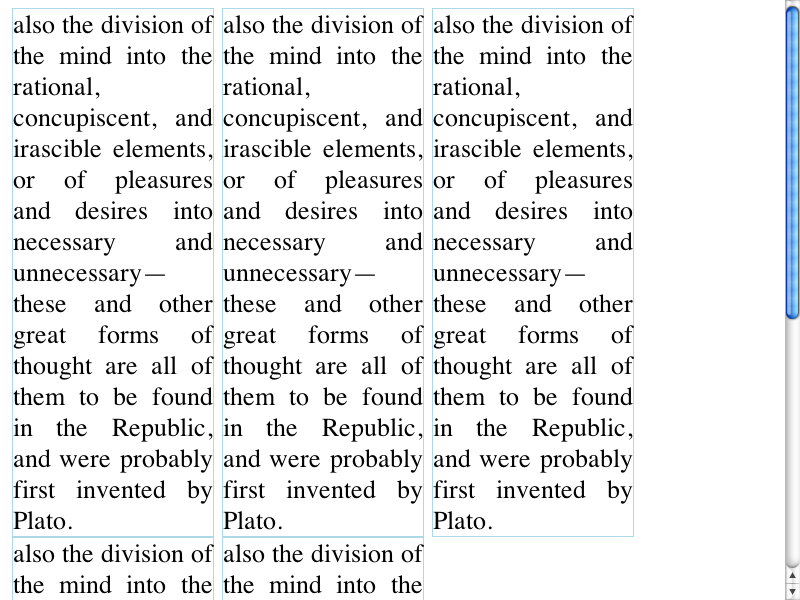 also the division of
the mind into the
rational,
concupiscent, and
irascible elements,
or of pleasures
and desires into
necessary and
unnecessary—
these and other
great forms of
thought are all of
them to be found
in the Republic,
and were probably
first invented by
Plato.
also the division of
the mind into the
also the division of
the mind into the
rational,
concupiscent, and
irascible elements,
or of pleasures
and desires into
necessary and
unnecessary—
these and other
great forms of
thought are all of
them to be found
in the Republic,
and were probably
first invented by
Plato.
also the division of
the mind into the
also the division of
the mind into the
rational,
concupiscent, and
irascible elements,
or of pleasures
and desires into
necessary and
unnecessary—
these and other
great forms of
thought are all of
them to be found
in the Republic,
and were probably
first invented by
Plato.